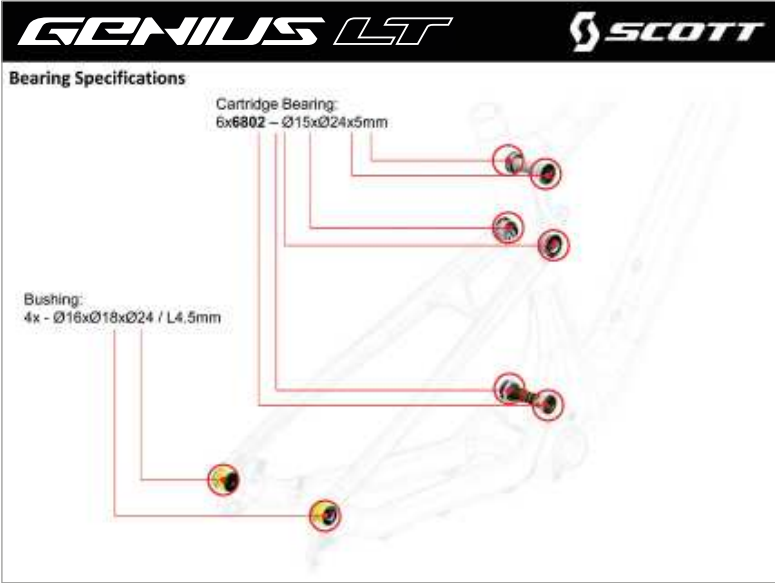 GENIUS LT
SCOTT
Bearing Specifications
Cartridge Bearing:
6x6802 – Ø15xØ24x5mm
Bushing:
4x - Ø16xØ18xØ24 / L4.5mm